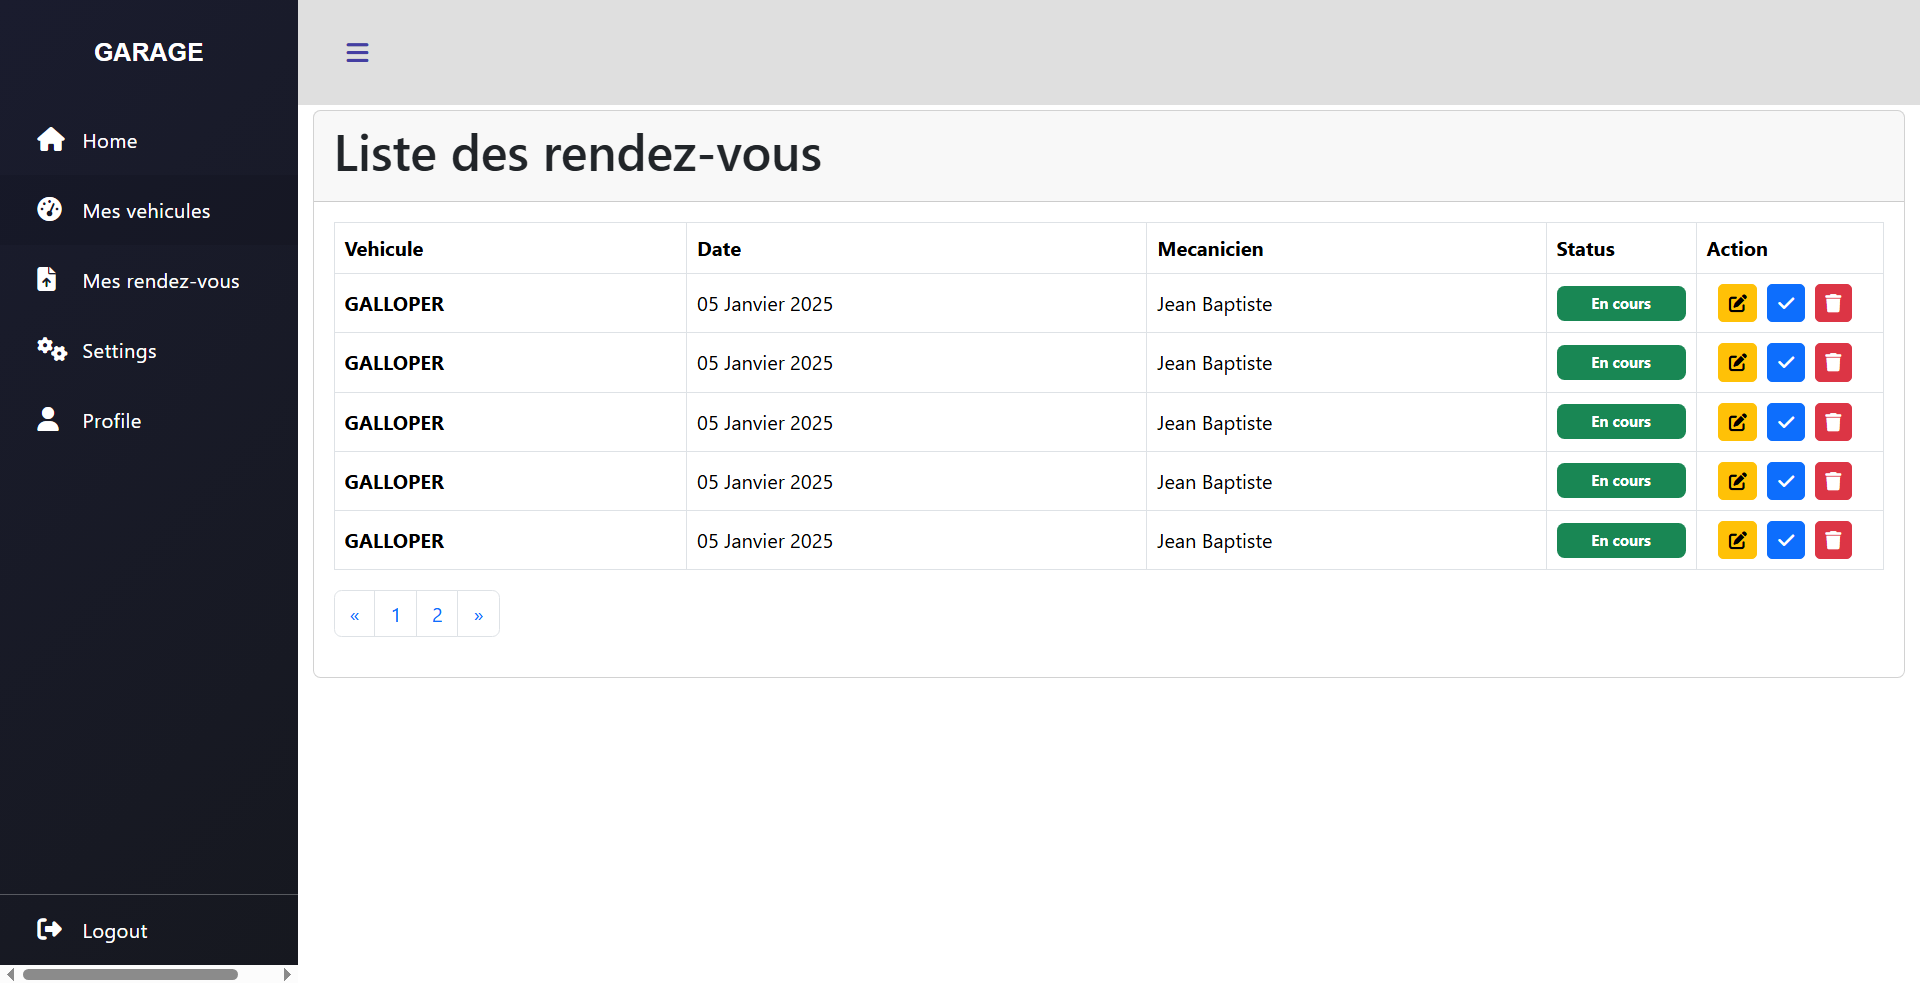 GARAGE
Home
Mes vehicules
Mes rendez-vous
Settings
Profile
Logout
Liste des rendez-vous
Vehicule Date Mecanicien Status Action
GALLOPER 05 Janvier 2025 Jean Baptiste En cours
GALLOPER 05 Janvier 2025 Jean Baptiste En cours
GALLOPER 05 Janvier 2025 Jean Baptiste En cours
GALLOPER 05 Janvier 2025 Jean Baptiste En cours
GALLOPER 05 Janvier 2025 Jean Baptiste En cours
« 1 2 »